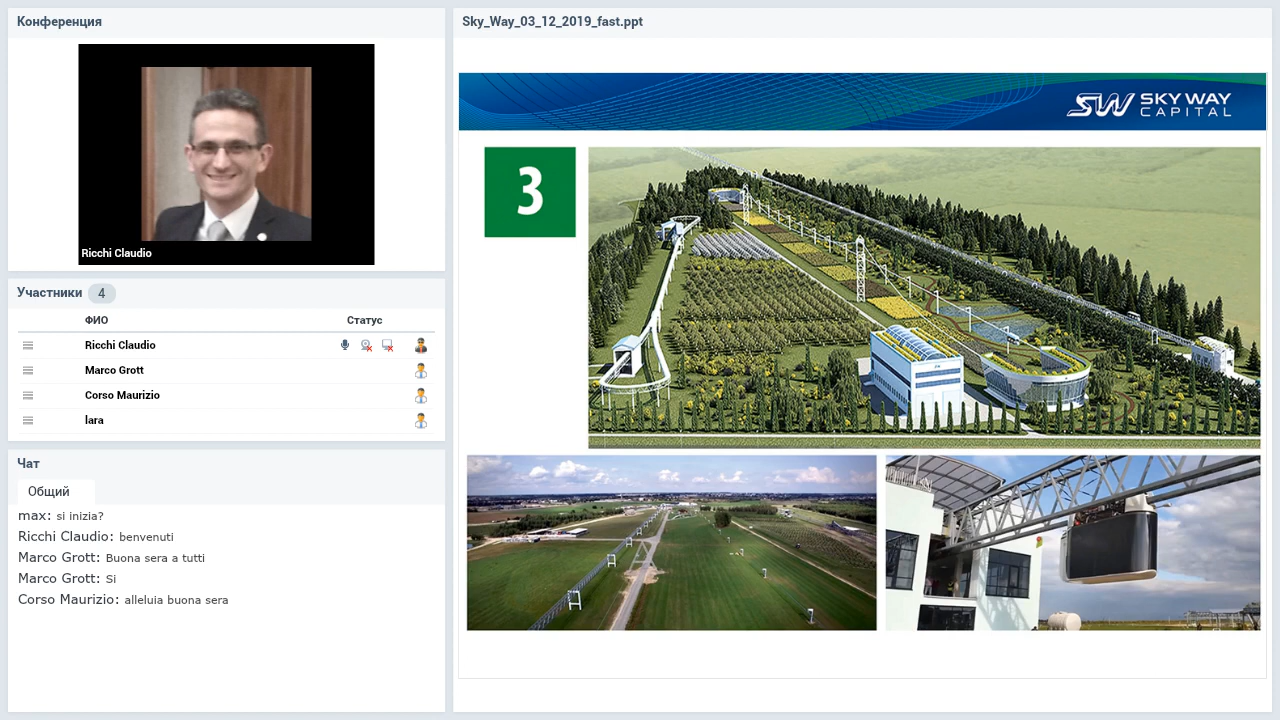 Конференция
Ricchi Claudio
Участники 4
ФИО Статус
Ricchi Claudio
Marco Grott
Corso Maurizio
lara
Чат
Общий
max: si inizia?
Ricchi Claudio: benvenuti
Marco Grott: Buona sera a tutti
Marco Grott: Si
Corso Maurizio: alleluia buona sera
Sky_Way_03_12_2019_fast.ppt
SW SKY WAY
CAPITAL
3